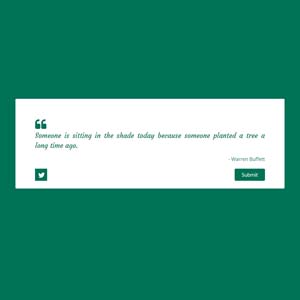 Someone is sitting in the shade today because someone planted a tree a
long time ago.
- Warren Buffett
Submit